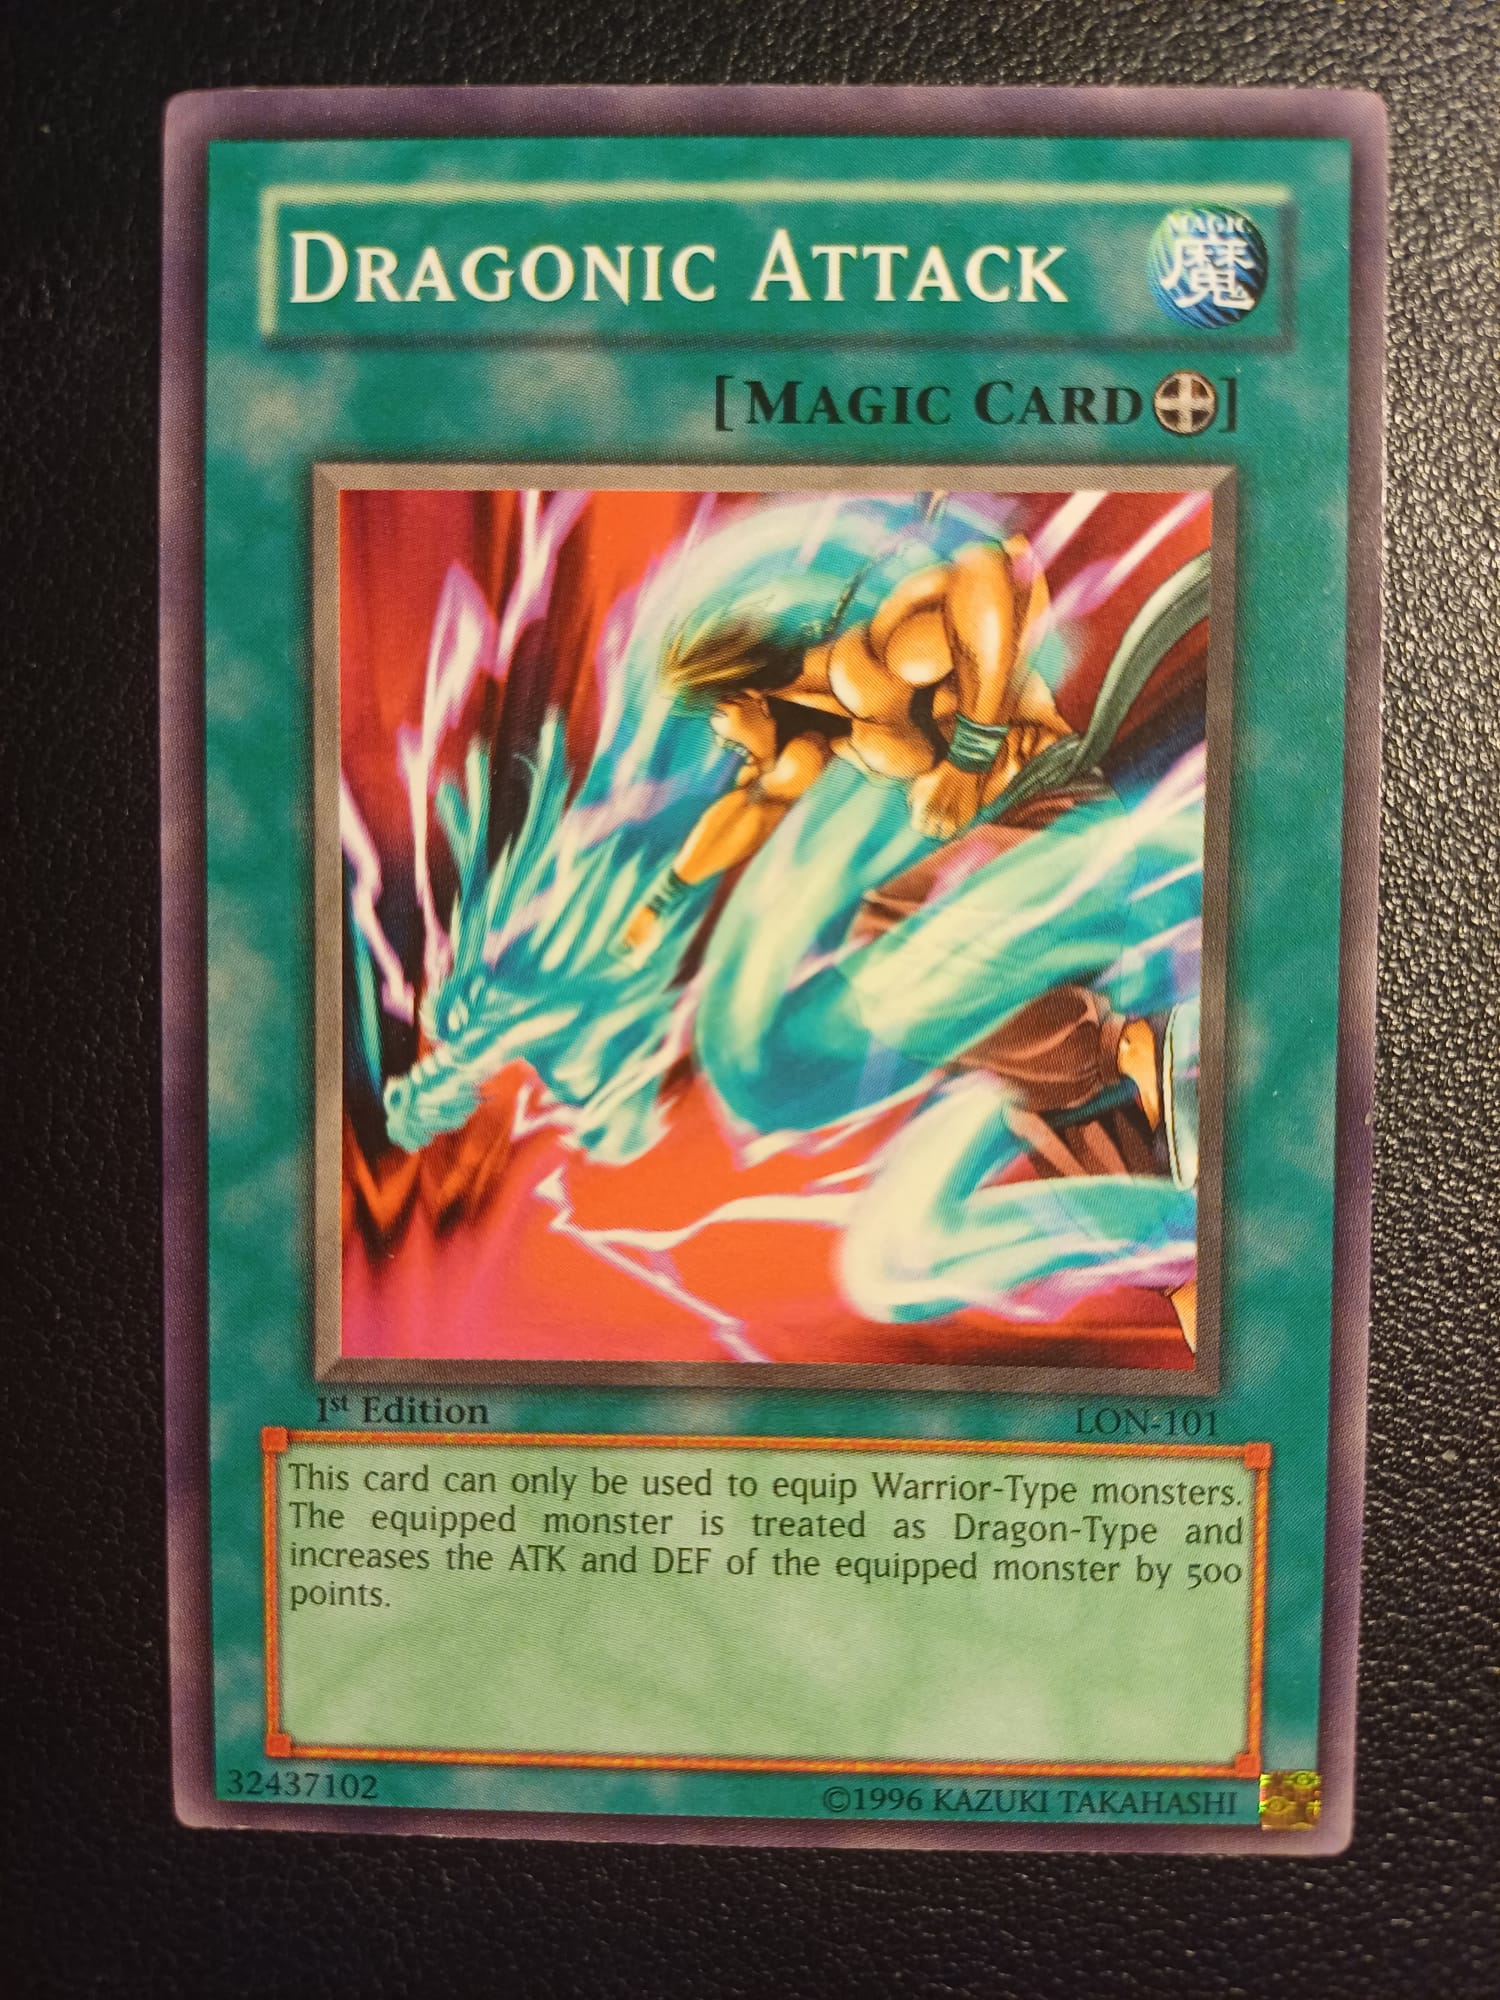 DRAGONIC ATTACK
MAGIC
魔
[MAGIC CARD]
1st Edition
LON-101
This card can only be used to equip Warrior-Type monsters.
The equipped monster is treated as Dragon-Type and
increases the ATK and DEF of the equipped monster by 500
points.
32437102
©1996 KAZUKI TAKAHASHI